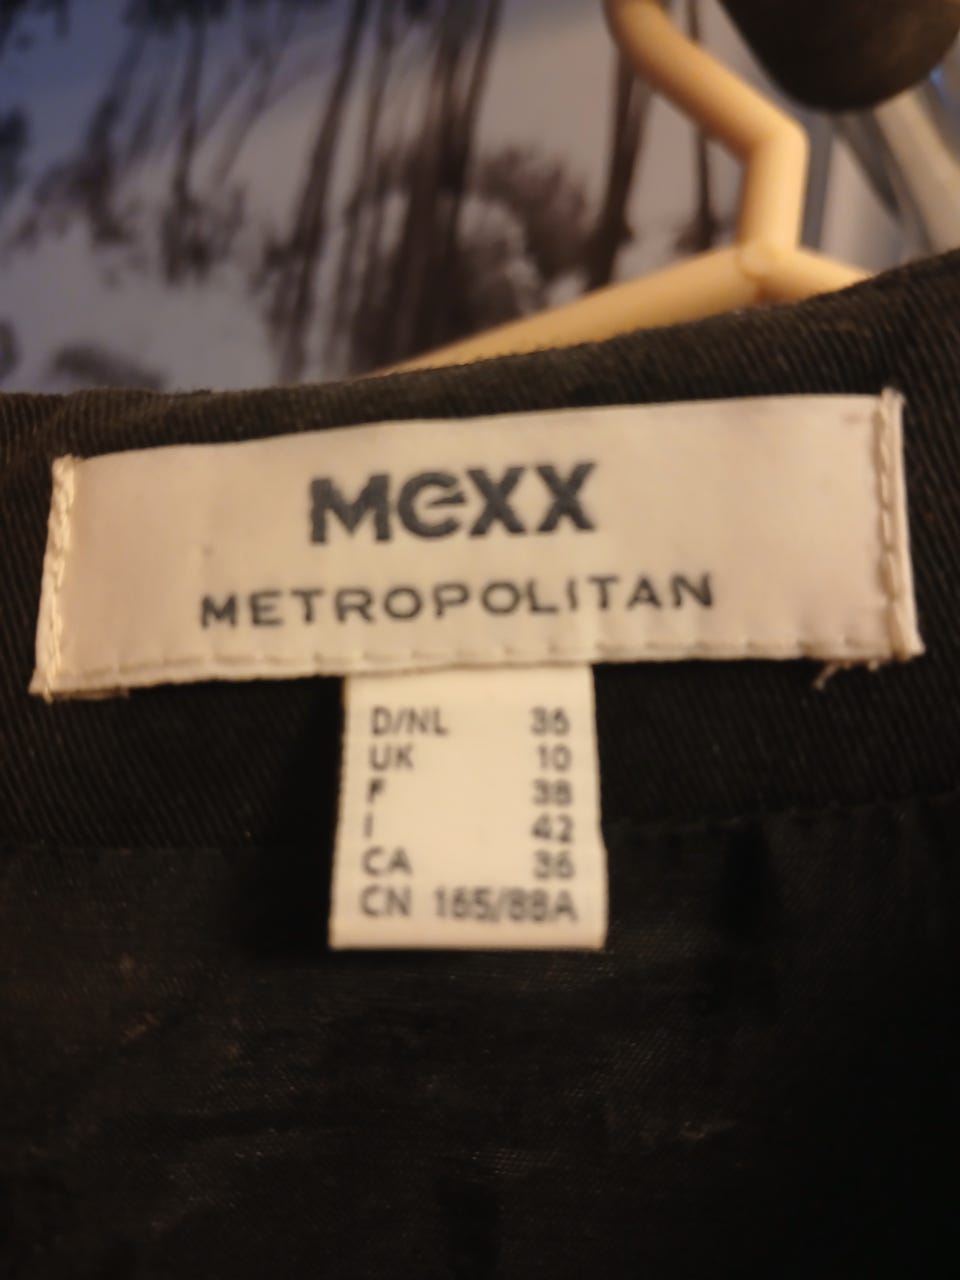 Mexx
METROPOLITAN
D/NL 36
UK 10
F 38
I 42
CA 36
CN 165/88A